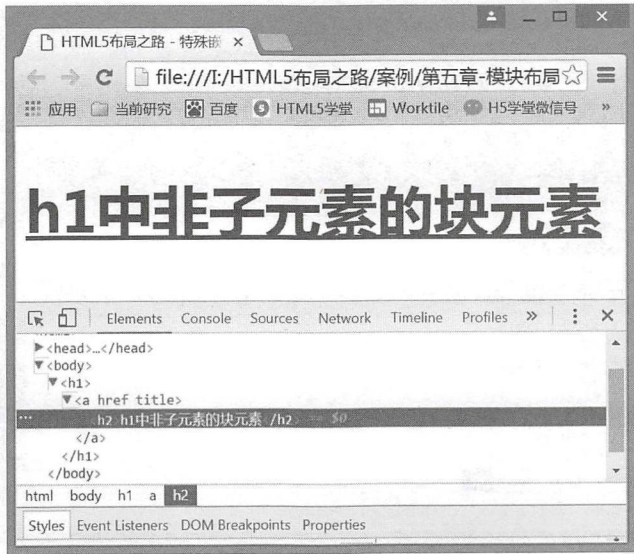 HTML5布局之路 - 特殊嵌 ×
file:///I:/HTML5布局之路/案例/第五章-模块布局
应用 当前研究 百度 HTML5学堂 Worktile H5学堂微信号 »
h1中非子元素的块元素
Elements Console Sources Network Timeline Profiles »
▶<head>…</head>
▼<body>
▼<h1>
▼<a href title>
h2 h1中非子元素的块元素 /h2 == $0
</a>
</h1>
</body>
html body h1 a h2
Styles Event Listeners DOM Breakpoints Properties